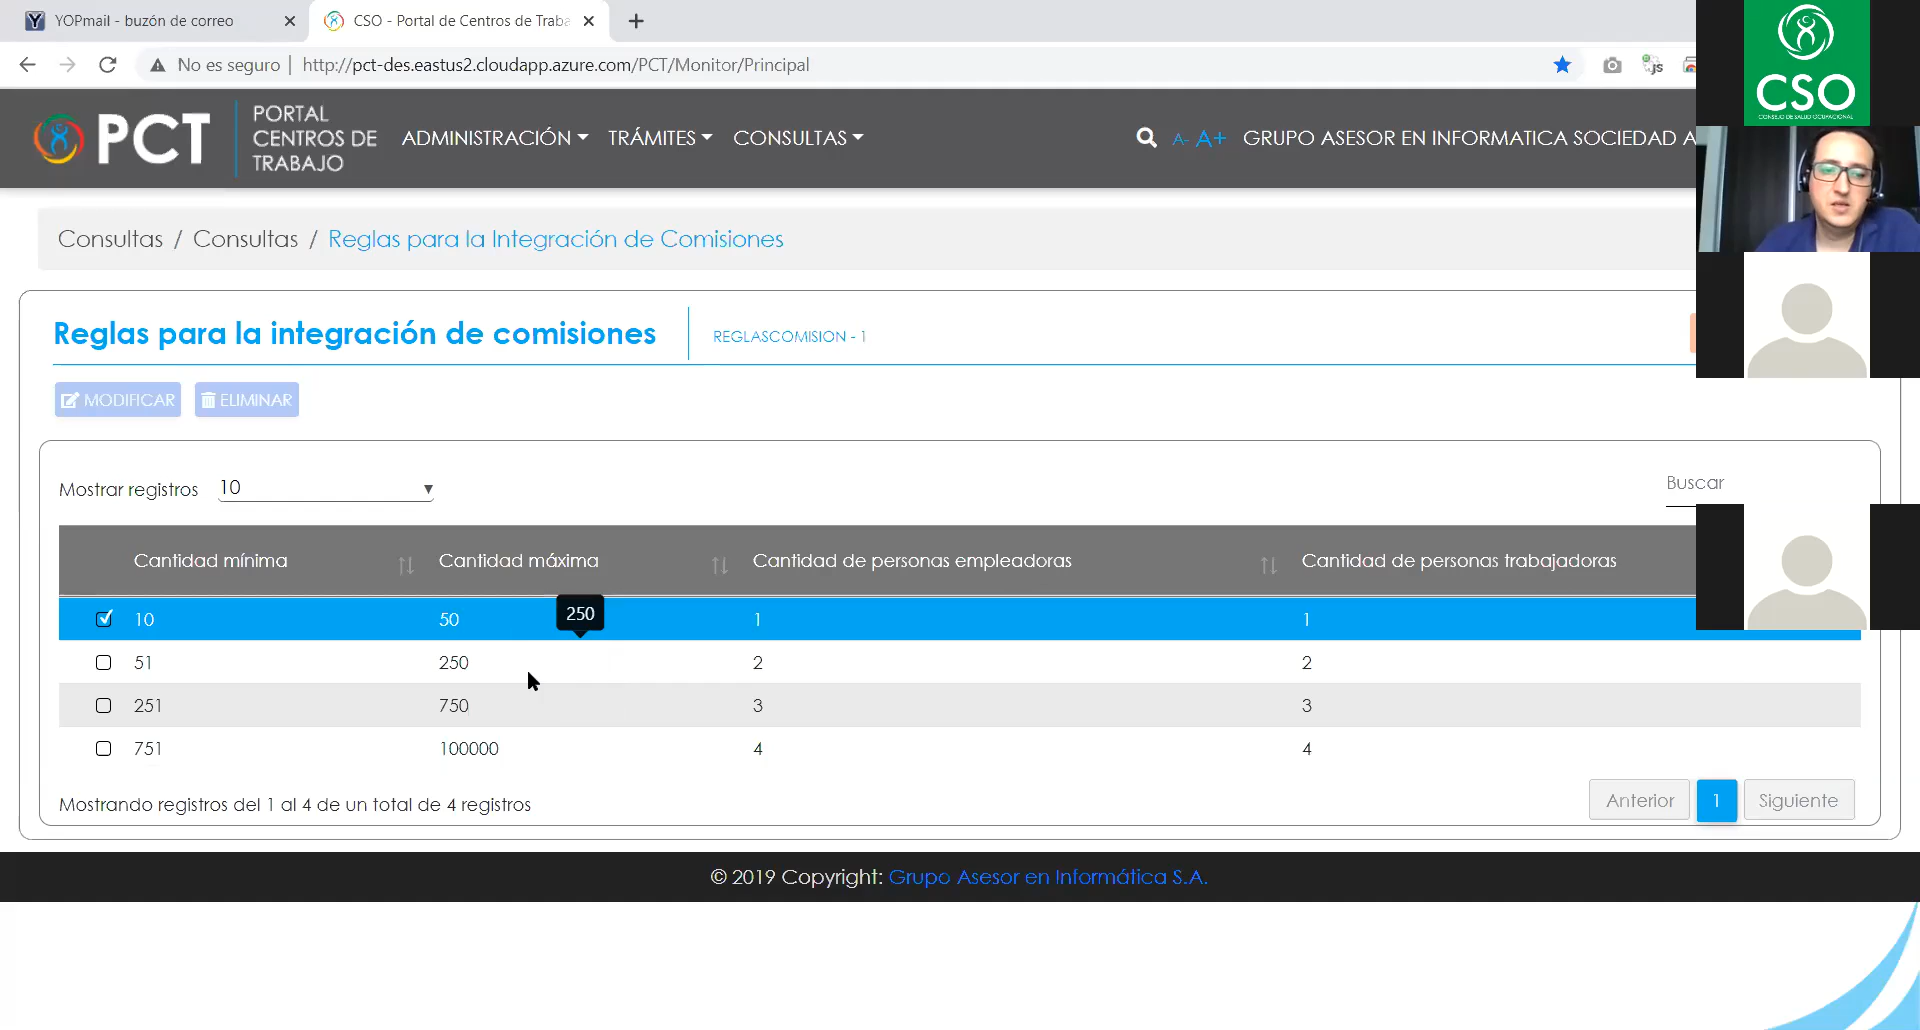 YOPmail - buzón de correo
CSO - Portal de Centros de Traba
No es seguro
http://pct-des.eastus2.cloudapp.azure.com/PCT/Monitor/Principal
PCT
PORTAL
CENTROS DE
TRABAJO
ADMINISTRACIÓN
TRÁMITES
CONSULTAS
A-
A+
GRUPO ASESOR EN INFORMATICA SOCIEDAD A
CSO
CONSEJO DE SALUD OCUPACIONAL
Consultas / Consultas / Reglas para la Integración de Comisiones
Reglas para la integración de comisiones
REGLASCOMISION - 1
MODIFICAR
ELIMINAR
Mostrar registros 10
Buscar
Cantidad mínima Cantidad máxima Cantidad de personas empleadoras Cantidad de personas trabajadoras
10 50 1 1
250
51 250 2 2
251 750 3 3
751 100000 4 4
Mostrando registros del 1 al 4 de un total de 4 registros
Anterior 1 Siguiente
© 2019 Copyright: Grupo Asesor en Informática S.A.